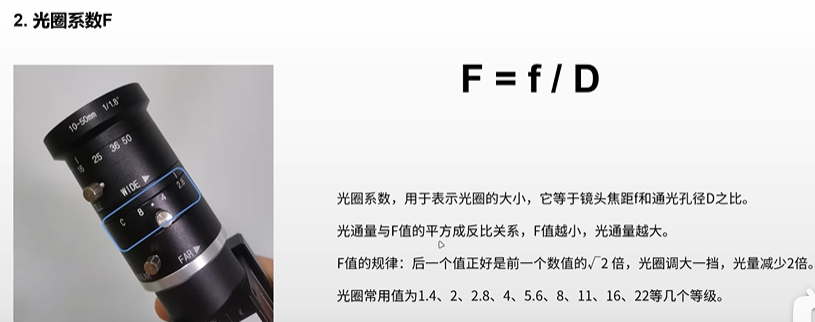 2. 光圈系数F
F = f / D
10-50mm 1/1.8"
16 25 36 50
WIDE
C 8 • 4 2.8
FAR
光圈系数，用于表示光圈的大小，它等于镜头焦距f和通光孔径D之比。
光通量与F值的平方成反比关系，F值越小，光通量越大。
F值的规律：后一个值正好是前一个数值的√2 倍，光圈调大一挡，光量减少2倍。
光圈常用值为1.4、2、2.8、4、5.6、8、11、16、22等几个等级。